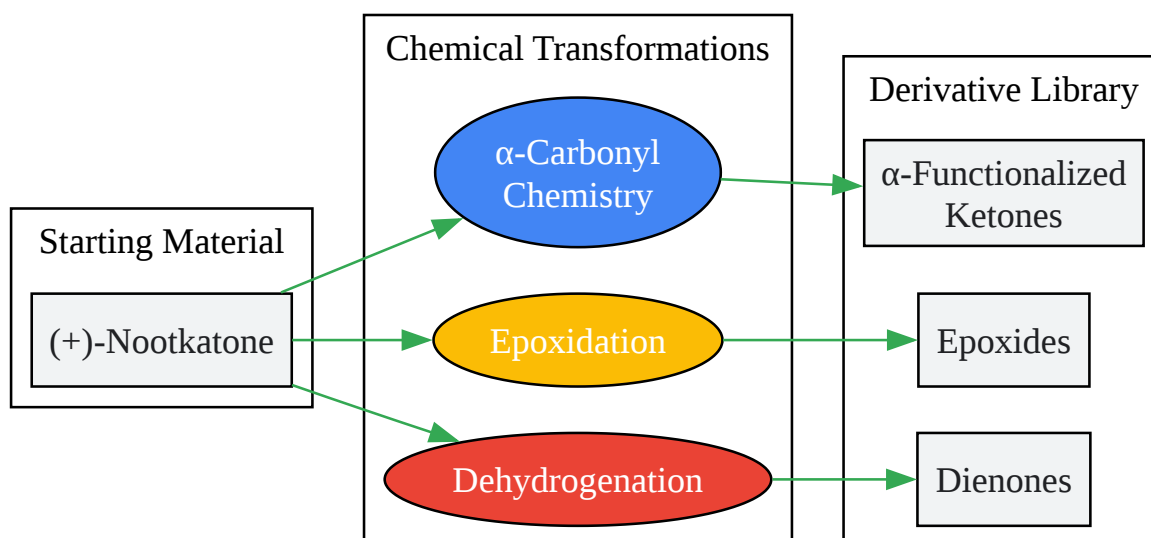 Starting Material
(+)-Nootkatone
Chemical Transformations
α-Carbonyl
Chemistry
Epoxidation
Dehydrogenation
Derivative Library
α-Functionalized
Ketones
Epoxides
Dienones